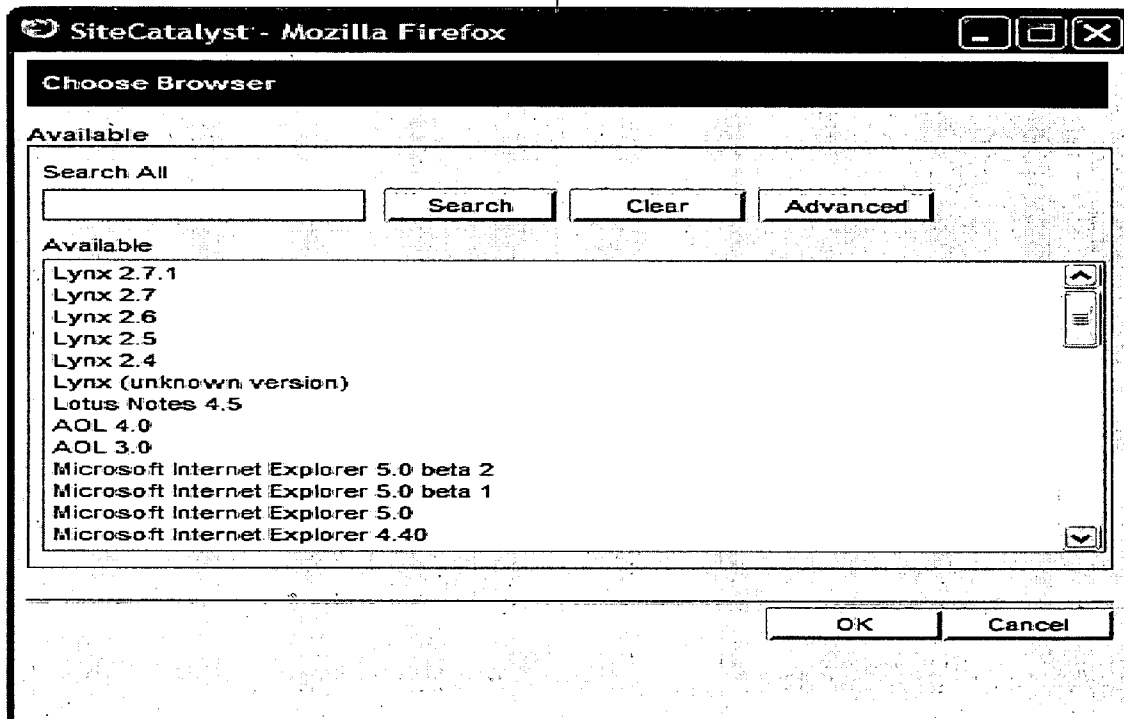 SiteCatalyst - Mozilla Firefox
Choose Browser
Available
Search All
Search Clear Advanced
Available
Lynx 2.7.1
Lynx 2.7
Lynx 2.6
Lynx 2.5
Lynx 2.4
Lynx (unknown version)
Lotus Notes 4.5
AOL 4.0
AOL 3.0
Microsoft Internet Explorer 5.0 beta 2
Microsoft Internet Explorer 5.0 beta 1
Microsoft Internet Explorer 5.0
Microsoft Internet Explorer 4.40
OK Cancel